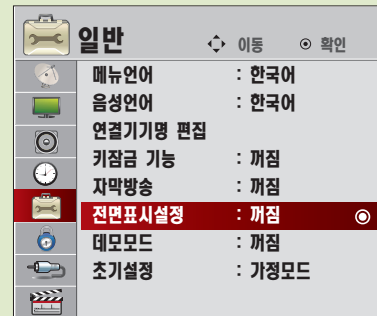 일반 이동 확인
메뉴언어 : 한국어
음성언어 : 한국어
연결기기명 편집
키잠금 기능 : 꺼짐
자막방송 : 꺼짐
전면표시설정 : 꺼짐
데모모드 : 꺼짐
초기설정 : 가정모드